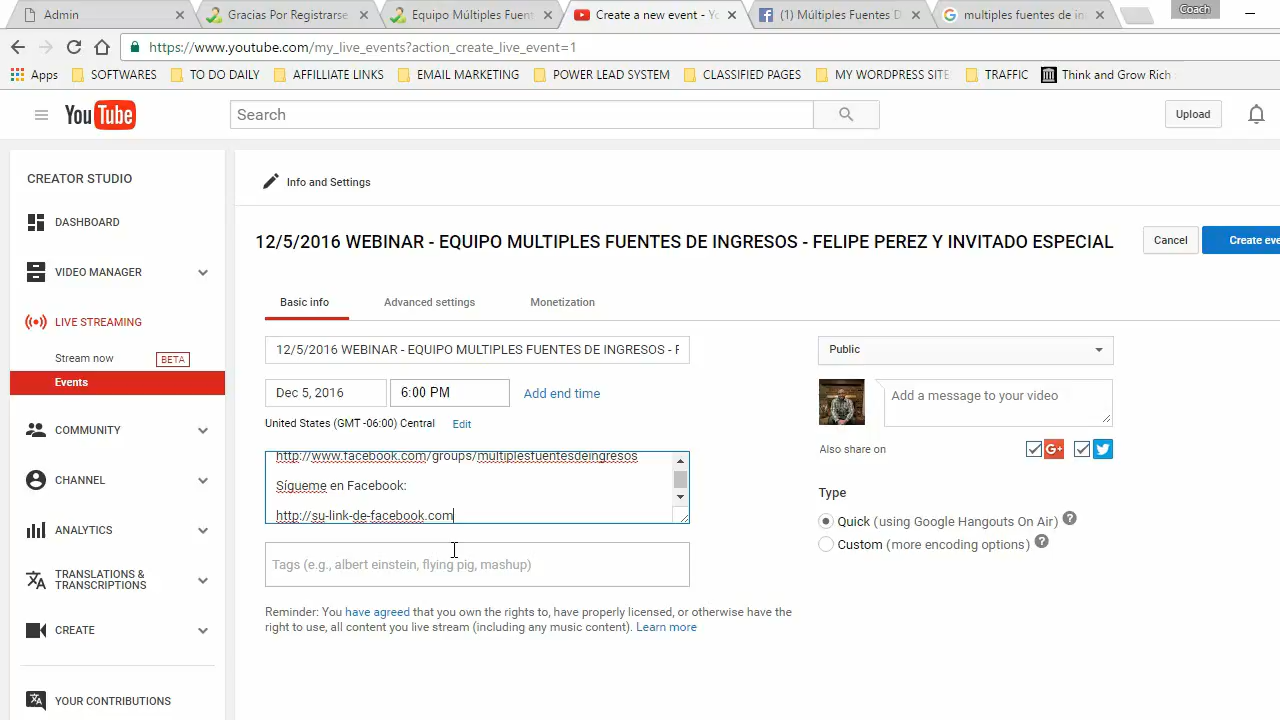 Admin
Gracias Por Registrarse
Equipo Múltiples Fuent
Create a new event - Yo
(1) Múltiples Fuentes D
multiples fuentes de in
Coach
https://www.youtube.com/my_live_events?action_create_live_event=1
Apps
SOFTWARES
TO DO DAILY
AFFILLIATE LINKS
EMAIL MARKETING
POWER LEAD SYSTEM
CLASSIFIED PAGES
MY WORDPRESS SITE
TRAFFIC
Think and Grow Rich
YouTube
Search
Upload
CREATOR STUDIO
DASHBOARD
VIDEO MANAGER
LIVE STREAMING
Stream now
BETA
Events
COMMUNITY
CHANNEL
ANALYTICS
TRANSLATIONS &
TRANSCRIPTIONS
CREATE
YOUR CONTRIBUTIONS
Info and Settings
12/5/2016 WEBINAR - EQUIPO MULTIPLES FUENTES DE INGRESOS - FELIPE PEREZ Y INVITADO ESPECIAL
Cancel
Create eve
Basic info
Advanced settings
Monetization
12/5/2016 WEBINAR - EQUIPO MULTIPLES FUENTES DE INGRESOS - F
Dec 5, 2016
6:00 PM
Add end time
United States (GMT -06:00) Central
Edit
http://www.facebook.com/groups/multiplesfuentesdeingresos
Sígueme en Facebook:
http://su-link-de-facebook.com
Tags (e.g., albert einstein, flying pig, mashup)
Reminder: You have agreed that you own the rights to, have properly licensed, or otherwise have the
right to use, all content you live stream (including any music content). Learn more
Public
Add a message to your video
Also share on
G+
Type
Quick (using Google Hangouts On Air)
?
Custom (more encoding options)
?